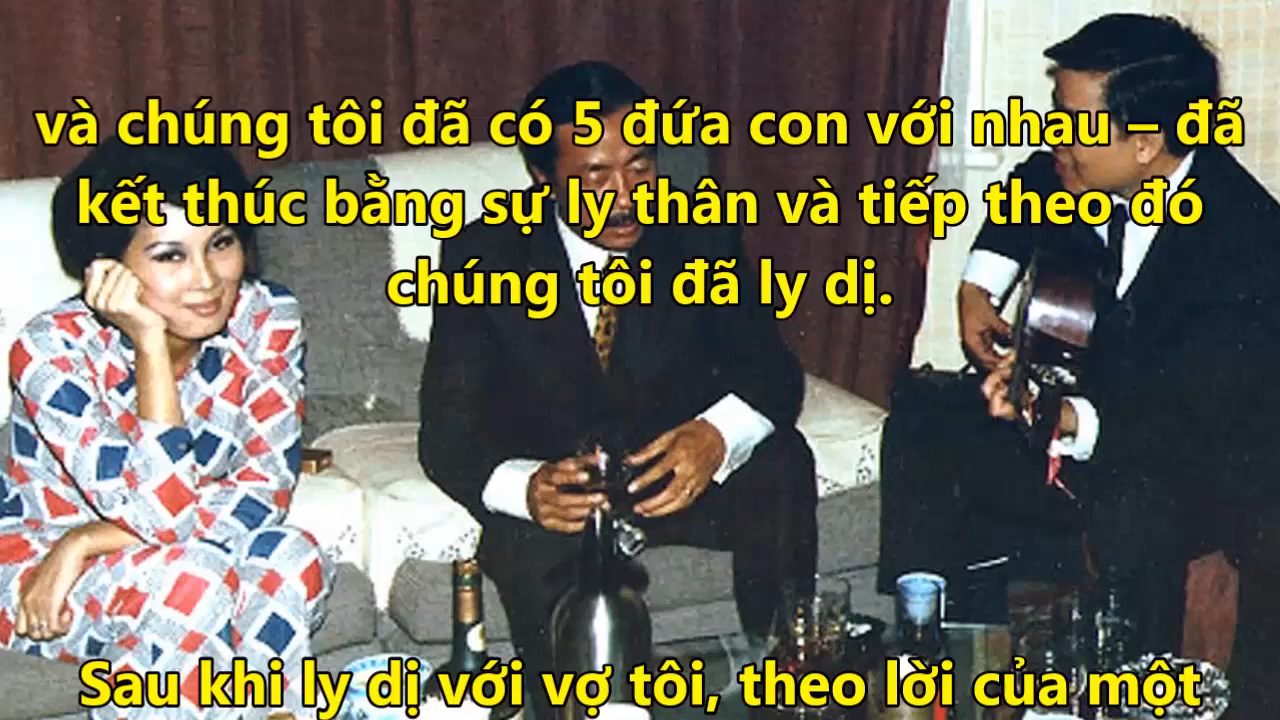 và chúng tôi đã có 5 đứa con với nhau – đã
kết thúc bằng sự ly thân và tiếp theo đó
chúng tôi đã ly dị.
Sau khi ly dị với vợ tôi, theo lời của một